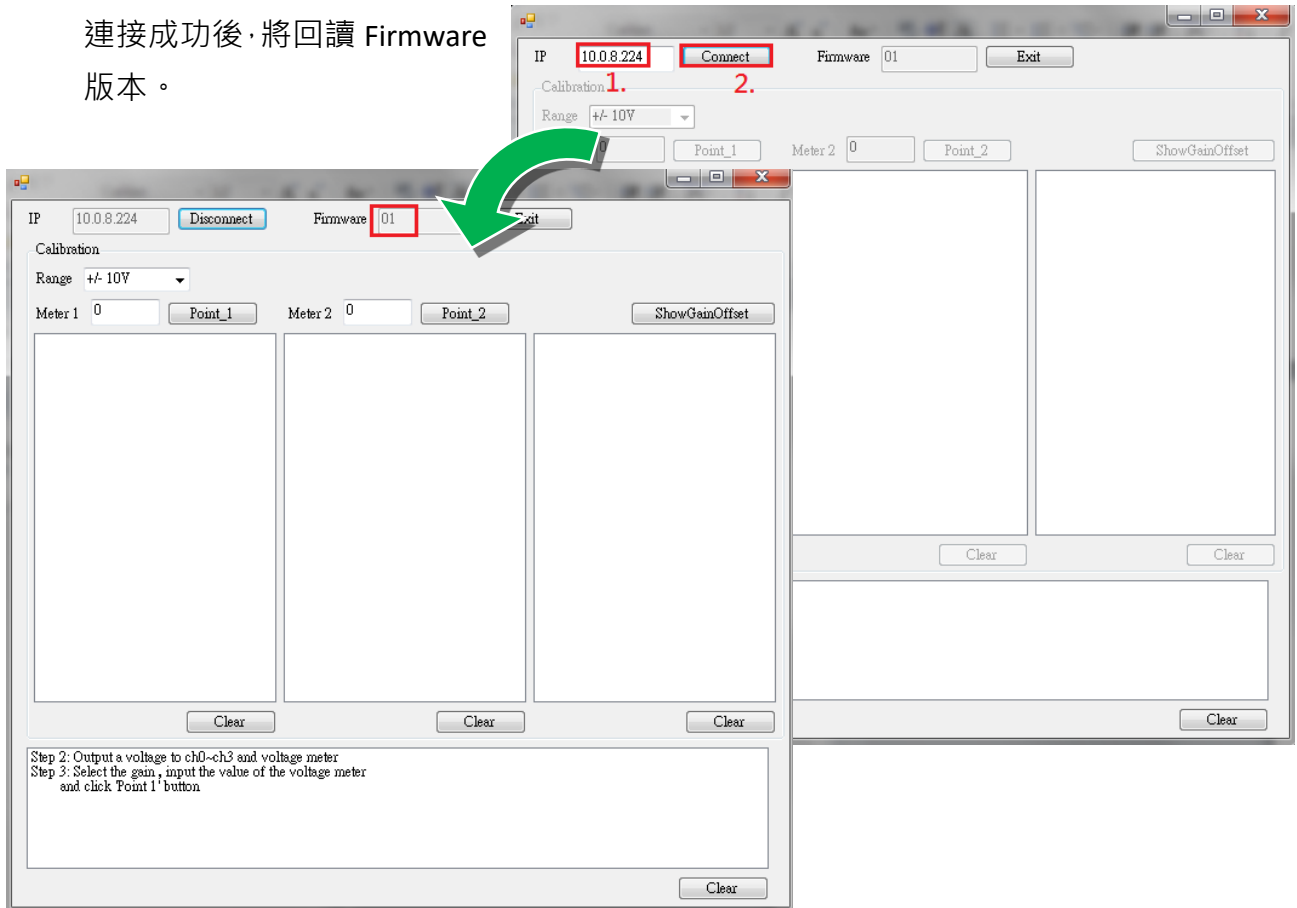 連接成功後,將回讀 Firmware
版本。
IP 10.0.8.224 Connect Firmware 01 Exit
1. 2.
Calibration
Range +/- 10V
0 Point_1 Meter 2 0 Point_2 ShowGainOffset
Clear Clear
Clear
IP 10.0.8.224 Disconnect Firmware 01 Exit
Calibration
Range +/- 10V
Meter 1 0 Point_1 Meter 2 0 Point_2 ShowGainOffset
Clear Clear Clear
Step 2: Output a voltage to ch0~ch3 and voltage meter
Step 3: Select the gain , input the value of the voltage meter
and click 'Point 1' button
Clear